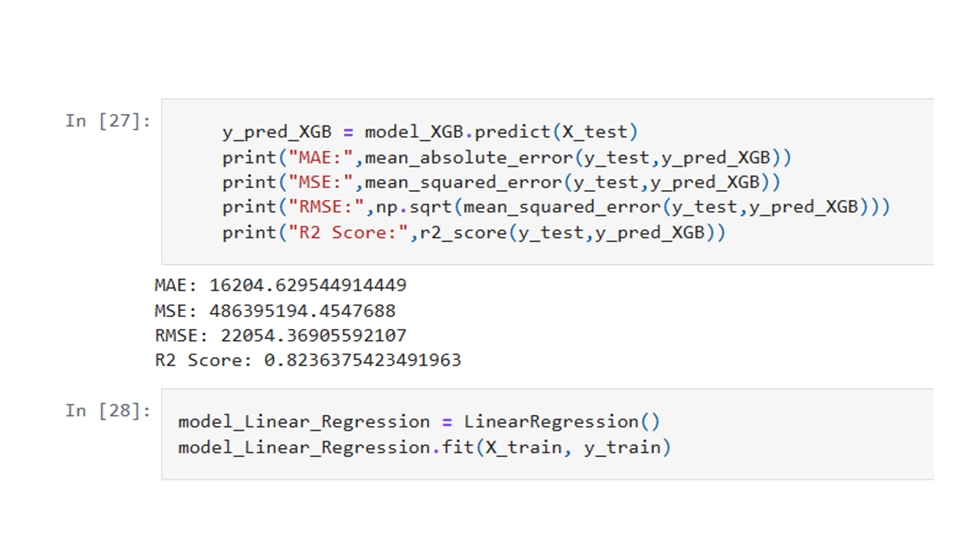 In [27]:
y_pred_XGB = model_XGB.predict(X_test)
print("MAE:",mean_absolute_error(y_test,y_pred_XGB))
print("MSE:",mean_squared_error(y_test,y_pred_XGB))
print("RMSE:",np.sqrt(mean_squared_error(y_test,y_pred_XGB)))
print("R2 Score:",r2_score(y_test,y_pred_XGB))
MAE: 16204.629544914449
MSE: 486395194.4547688
RMSE: 22054.36905592107
R2 Score: 0.8236375423491963
In [28]:
model_Linear_Regression = LinearRegression()
model_Linear_Regression.fit(X_train, y_train)